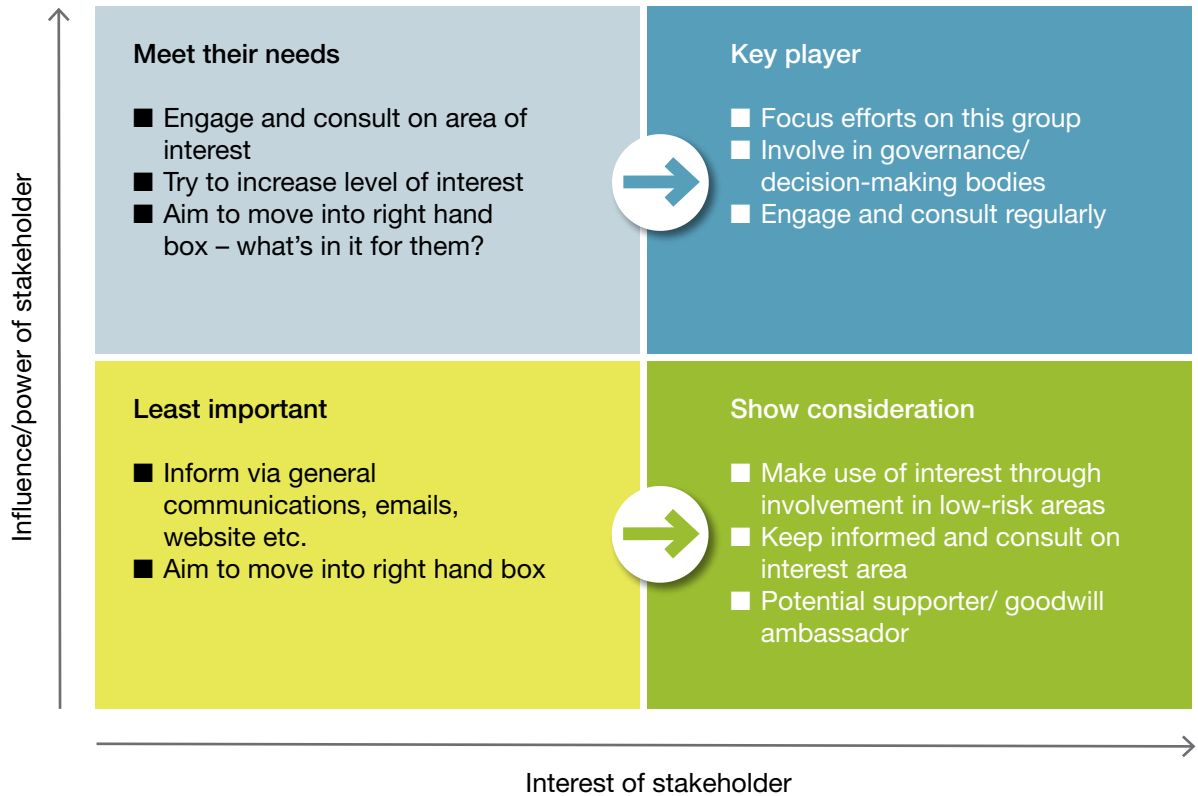 Influence/power of stakeholder
Meet their needs
■ Engage and consult on area of
interest
■ Try to increase level of interest
■ Aim to move into right hand
box – what’s in it for them?
Key player
■ Focus efforts on this group
■ Involve in governance/
decision-making bodies
■ Engage and consult regularly
Least important
■ Inform via general
communications, emails,
website etc.
■ Aim to move into right hand box
Show consideration
■ Make use of interest through
involvement in low-risk areas
■ Keep informed and consult on
interest area
■ Potential supporter/ goodwill
ambassador
Interest of stakeholder